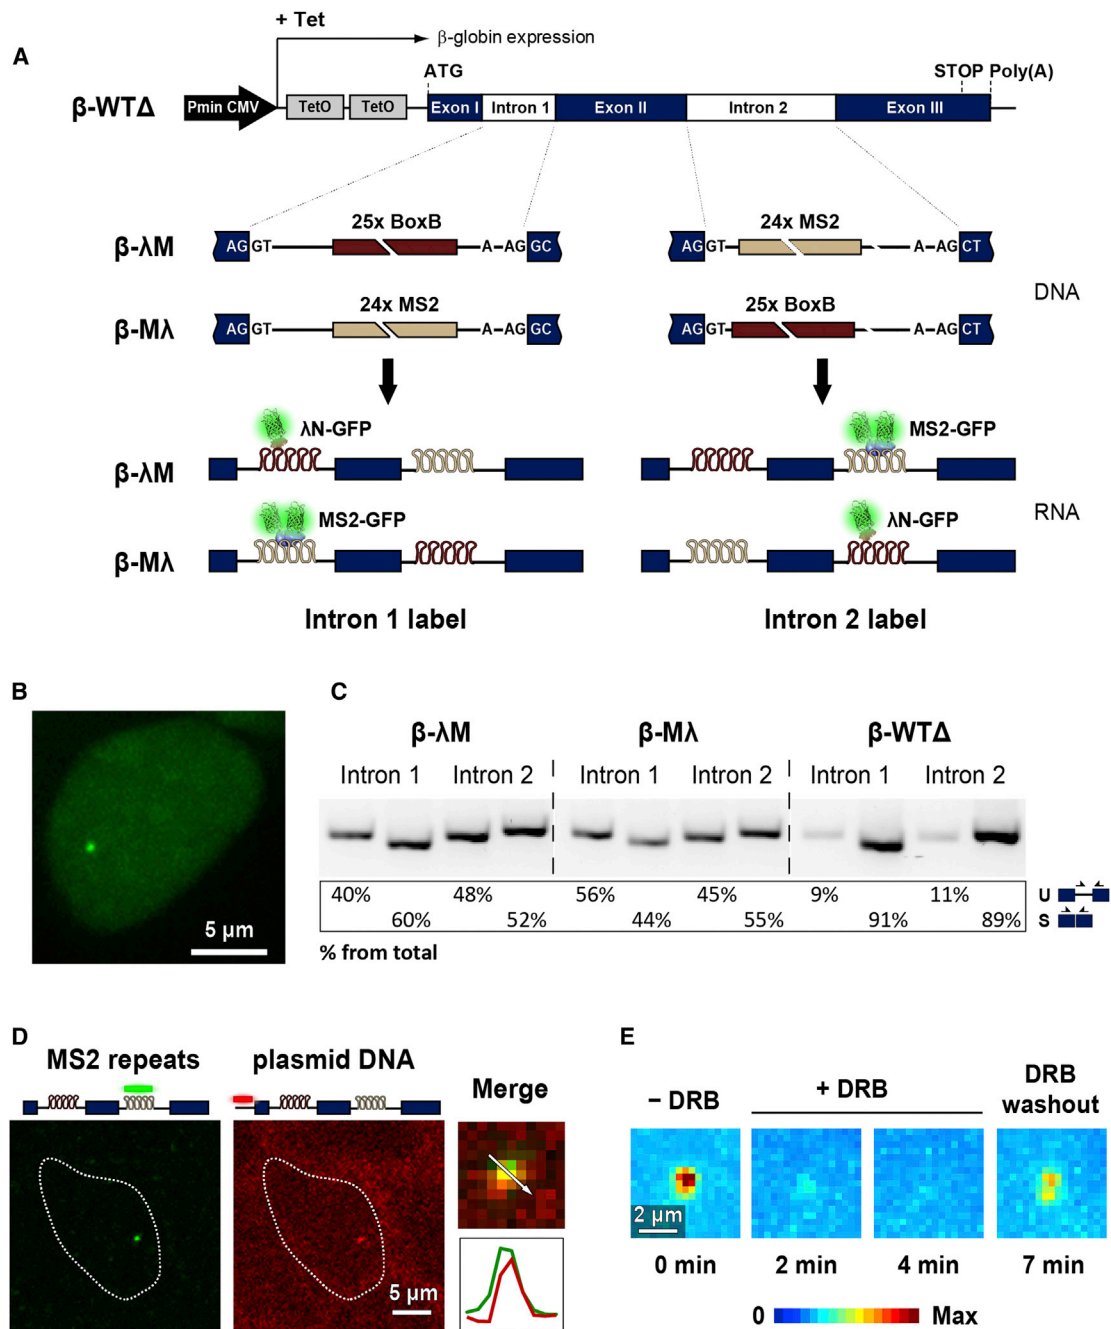 A
+ Tet
β-globin expression
ATG
STOP Poly(A)
β-WTΔ
Pmin CMV
TetO
TetO
Exon I
Intron 1
Exon II
Intron 2
Exon III
25x BoxB
24x MS2
β-λM
AG GT
A–AG GC
AG GT
A–AG CT
DNA
24x MS2
25x BoxB
β-Mλ
AG GT
A–AG GC
AG GT
A–AG CT
λN-GFP
MS2-GFP
β-λM
RNA
MS2-GFP
λN-GFP
β-Mλ
Intron 1 label
Intron 2 label
B
5 µm
C
β-λM
β-Mλ
β-WTΔ
Intron 1
Intron 2
Intron 1
Intron 2
Intron 1
Intron 2
40% 48% 56% 45% 9% 11% U
60% 52% 44% 55% 91% 89% S
% from total
D
MS2 repeats
plasmid DNA
Merge
5 µm
E
– DRB
+ DRB
DRB
washout
2 µm
0 min
2 min
4 min
7 min
0
Max